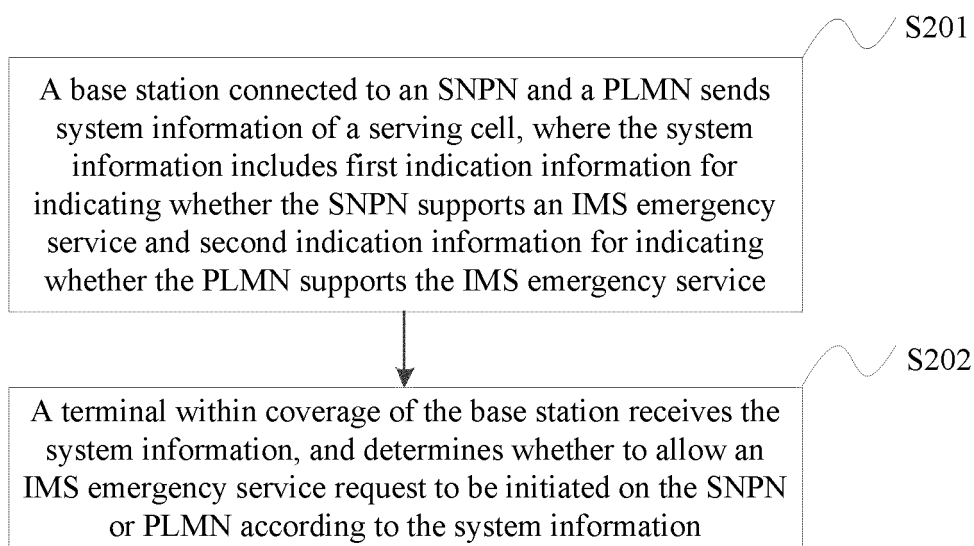 S201
A base station connected to an SNPN and a PLMN sends
system information of a serving cell, where the system
information includes first indication information for
indicating whether the SNPN supports an IMS emergency
service and second indication information for indicating
whether the PLMN supports the IMS emergency service
S202
A terminal within coverage of the base station receives the
system information, and determines whether to allow an
IMS emergency service request to be initiated on the SNPN
or PLMN according to the system information